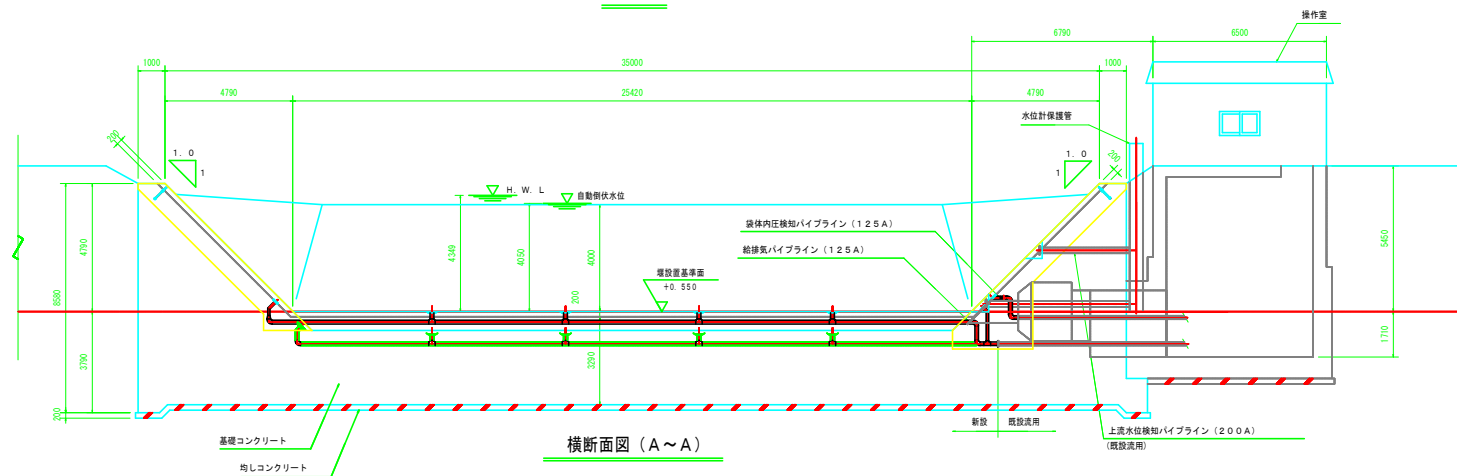 操作室
6790
6500
1000
35000
1000
4790
25420
4790
水位計保護管
200
1．0
1
1．0
1
200
H．W．L
自動倒伏水位
袋体内圧検知パイプライン（125A）
給排気パイプライン（125A）
4790
8580
4349
4050
4000
5450
堰設置基準面
+0.550
200
1710
3790
3290
200
新設
既設流用
基礎コンクリート
均しコンクリート
横断面図（A～A）
上流水位検知パイプライン（200A）
(既設流用)